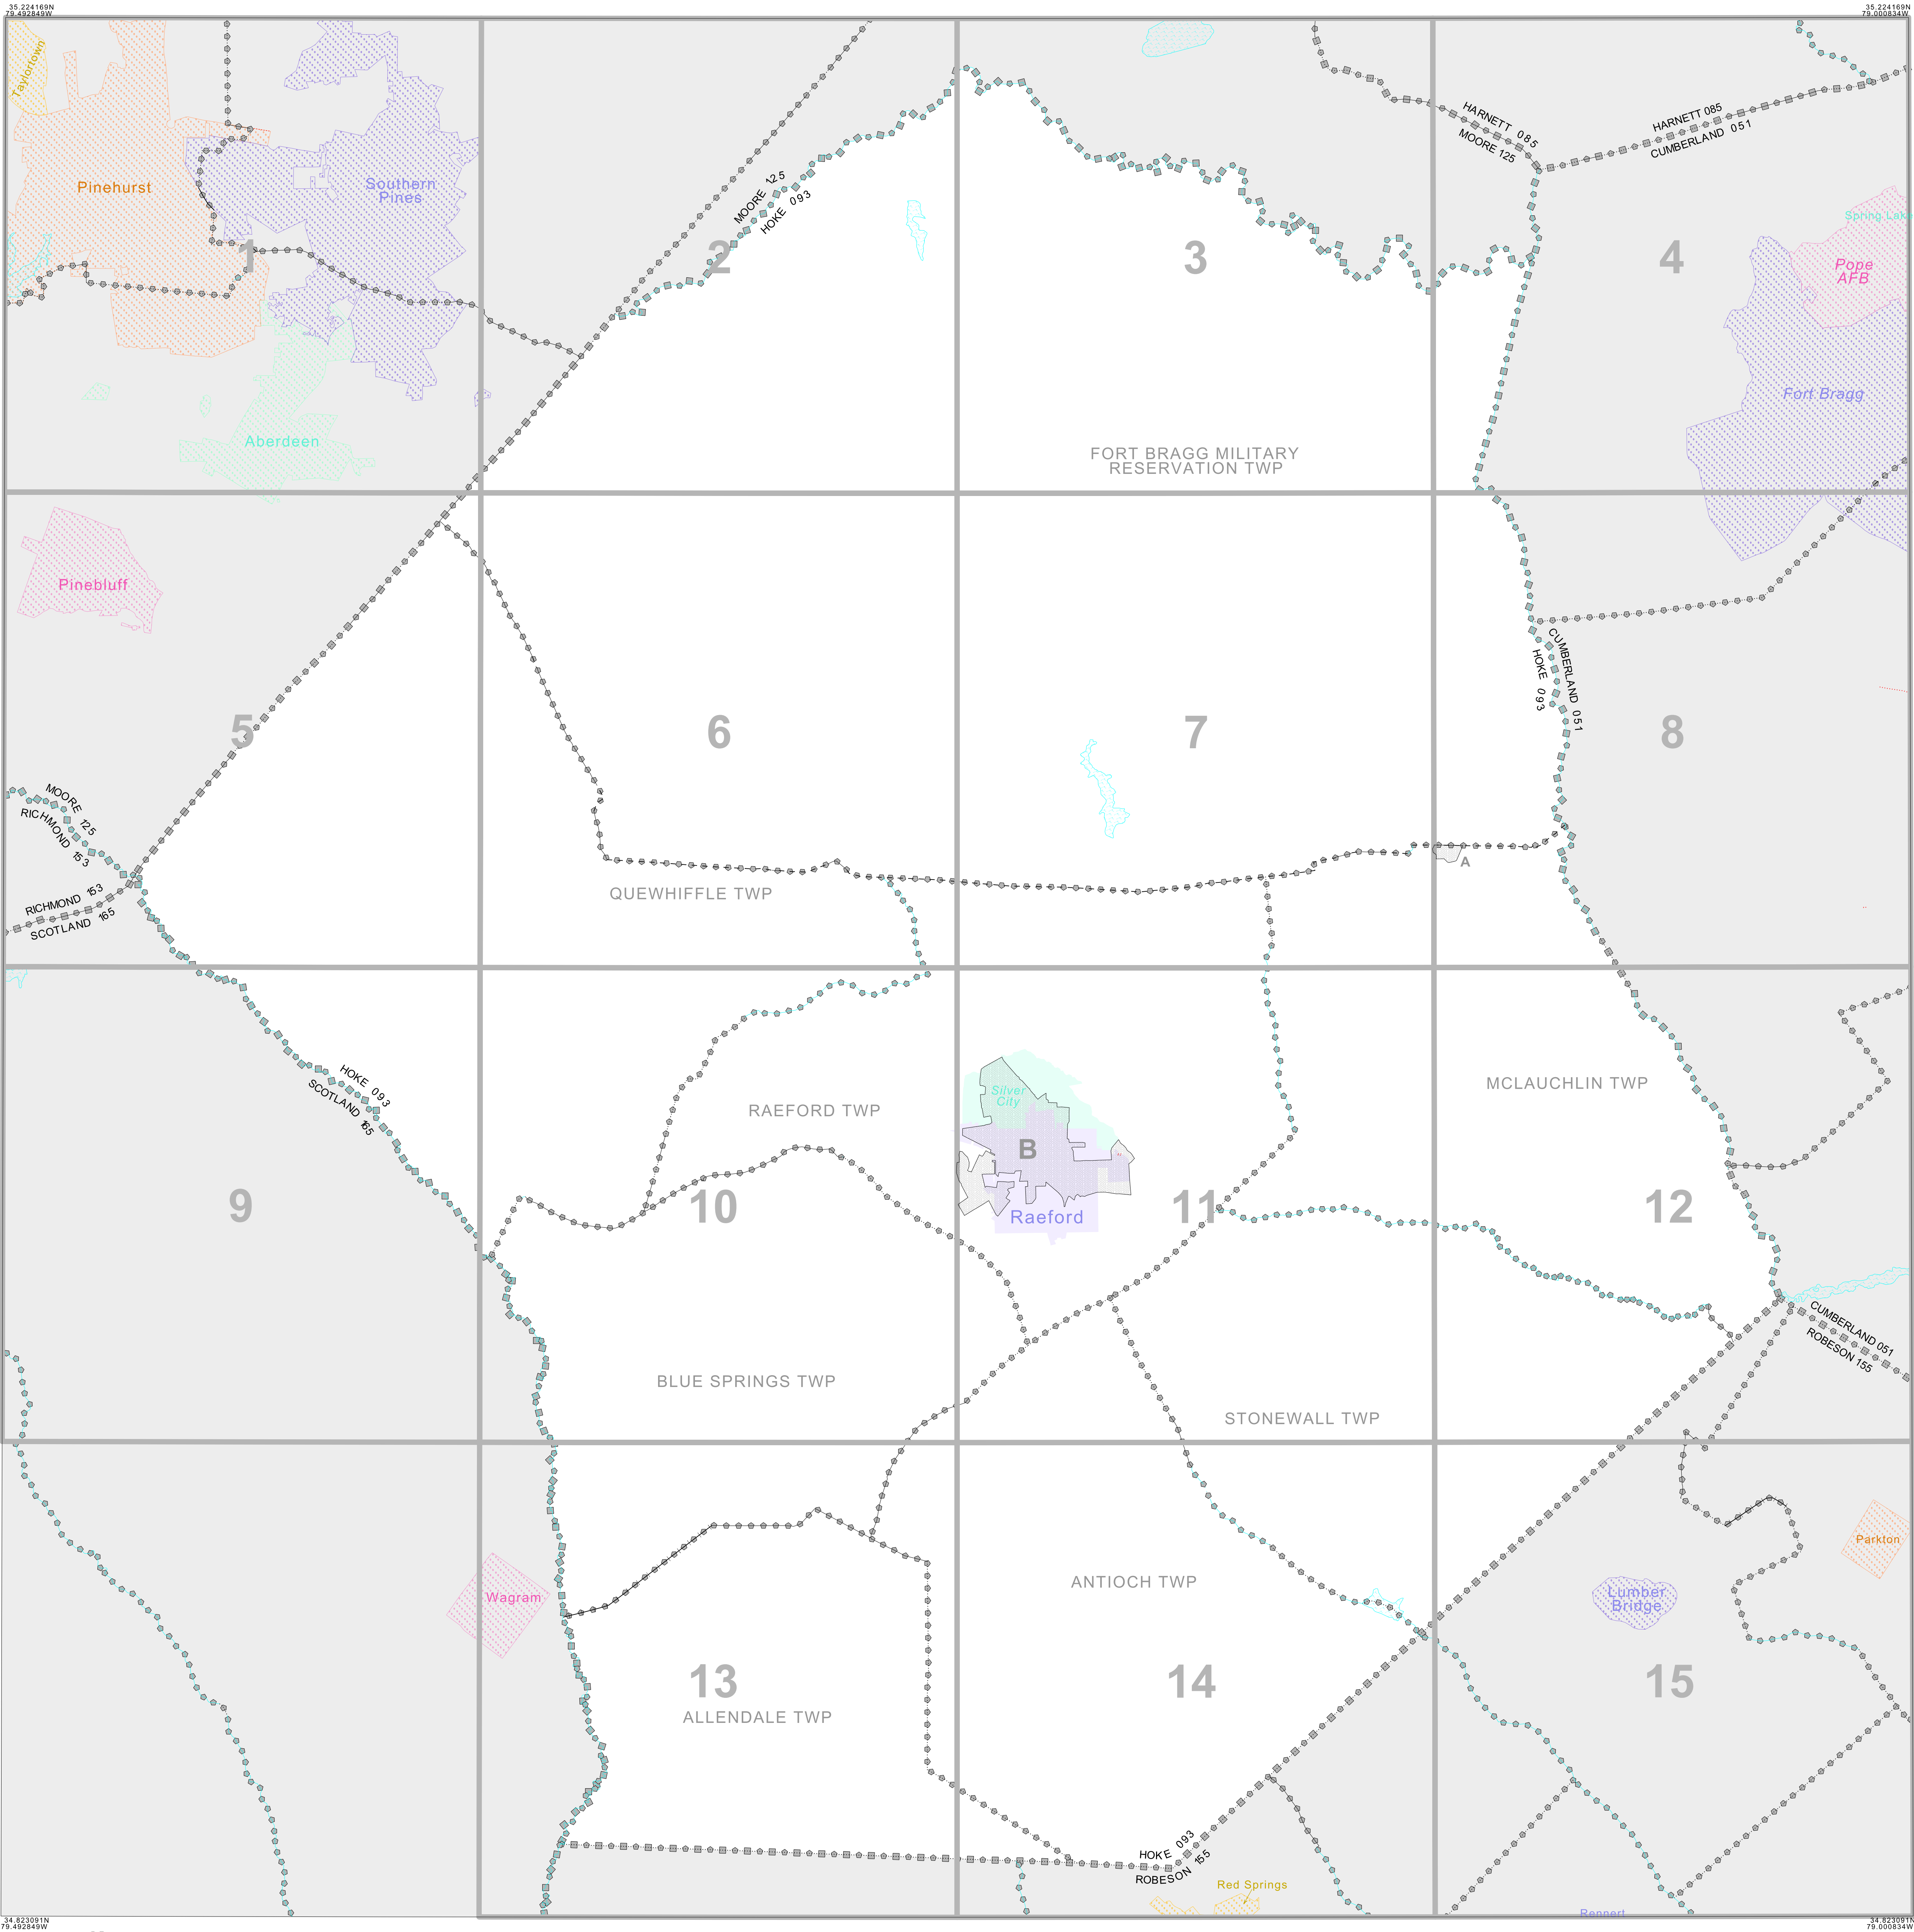 35.224169N
79.492849W
35.224169N
79.000834W
Taylortown
Pinehurst
Southern
Pines
1
Aberdeen
MOORE 125
HOKE 093
2
3
FORT BRAGG MILITARY
RESERVATION TWP
HARNETT 085
MOORE 125
HARNETT 085
CUMBERLAND 051
Spring Lake
4
Pope
AFB
Fort Bragg
Pinebluff
5
6
7
8
CUMBERLAND 051
HOKE 093
MOORE 125
RICHMOND 153
RICHMOND 153
SCOTLAND 165
QUEWHIFFLE TWP
A
HOKE 093
SCOTLAND 165
RAEFORD TWP
Silver
City
B
Raeford
MCLAUCHLIN TWP
9
10
11
12
CUMBERLAND 051
ROBESON 155
BLUE SPRINGS TWP
STONEWALL TWP
Wagram
ANTIOCH TWP
Parkton
Lumber
Bridge
13
14
15
ALLENDALE TWP
HOKE 093
ROBESON 155
Red Springs
Rennert
34.823091N
79.492849W
34.823091N
79.000834W